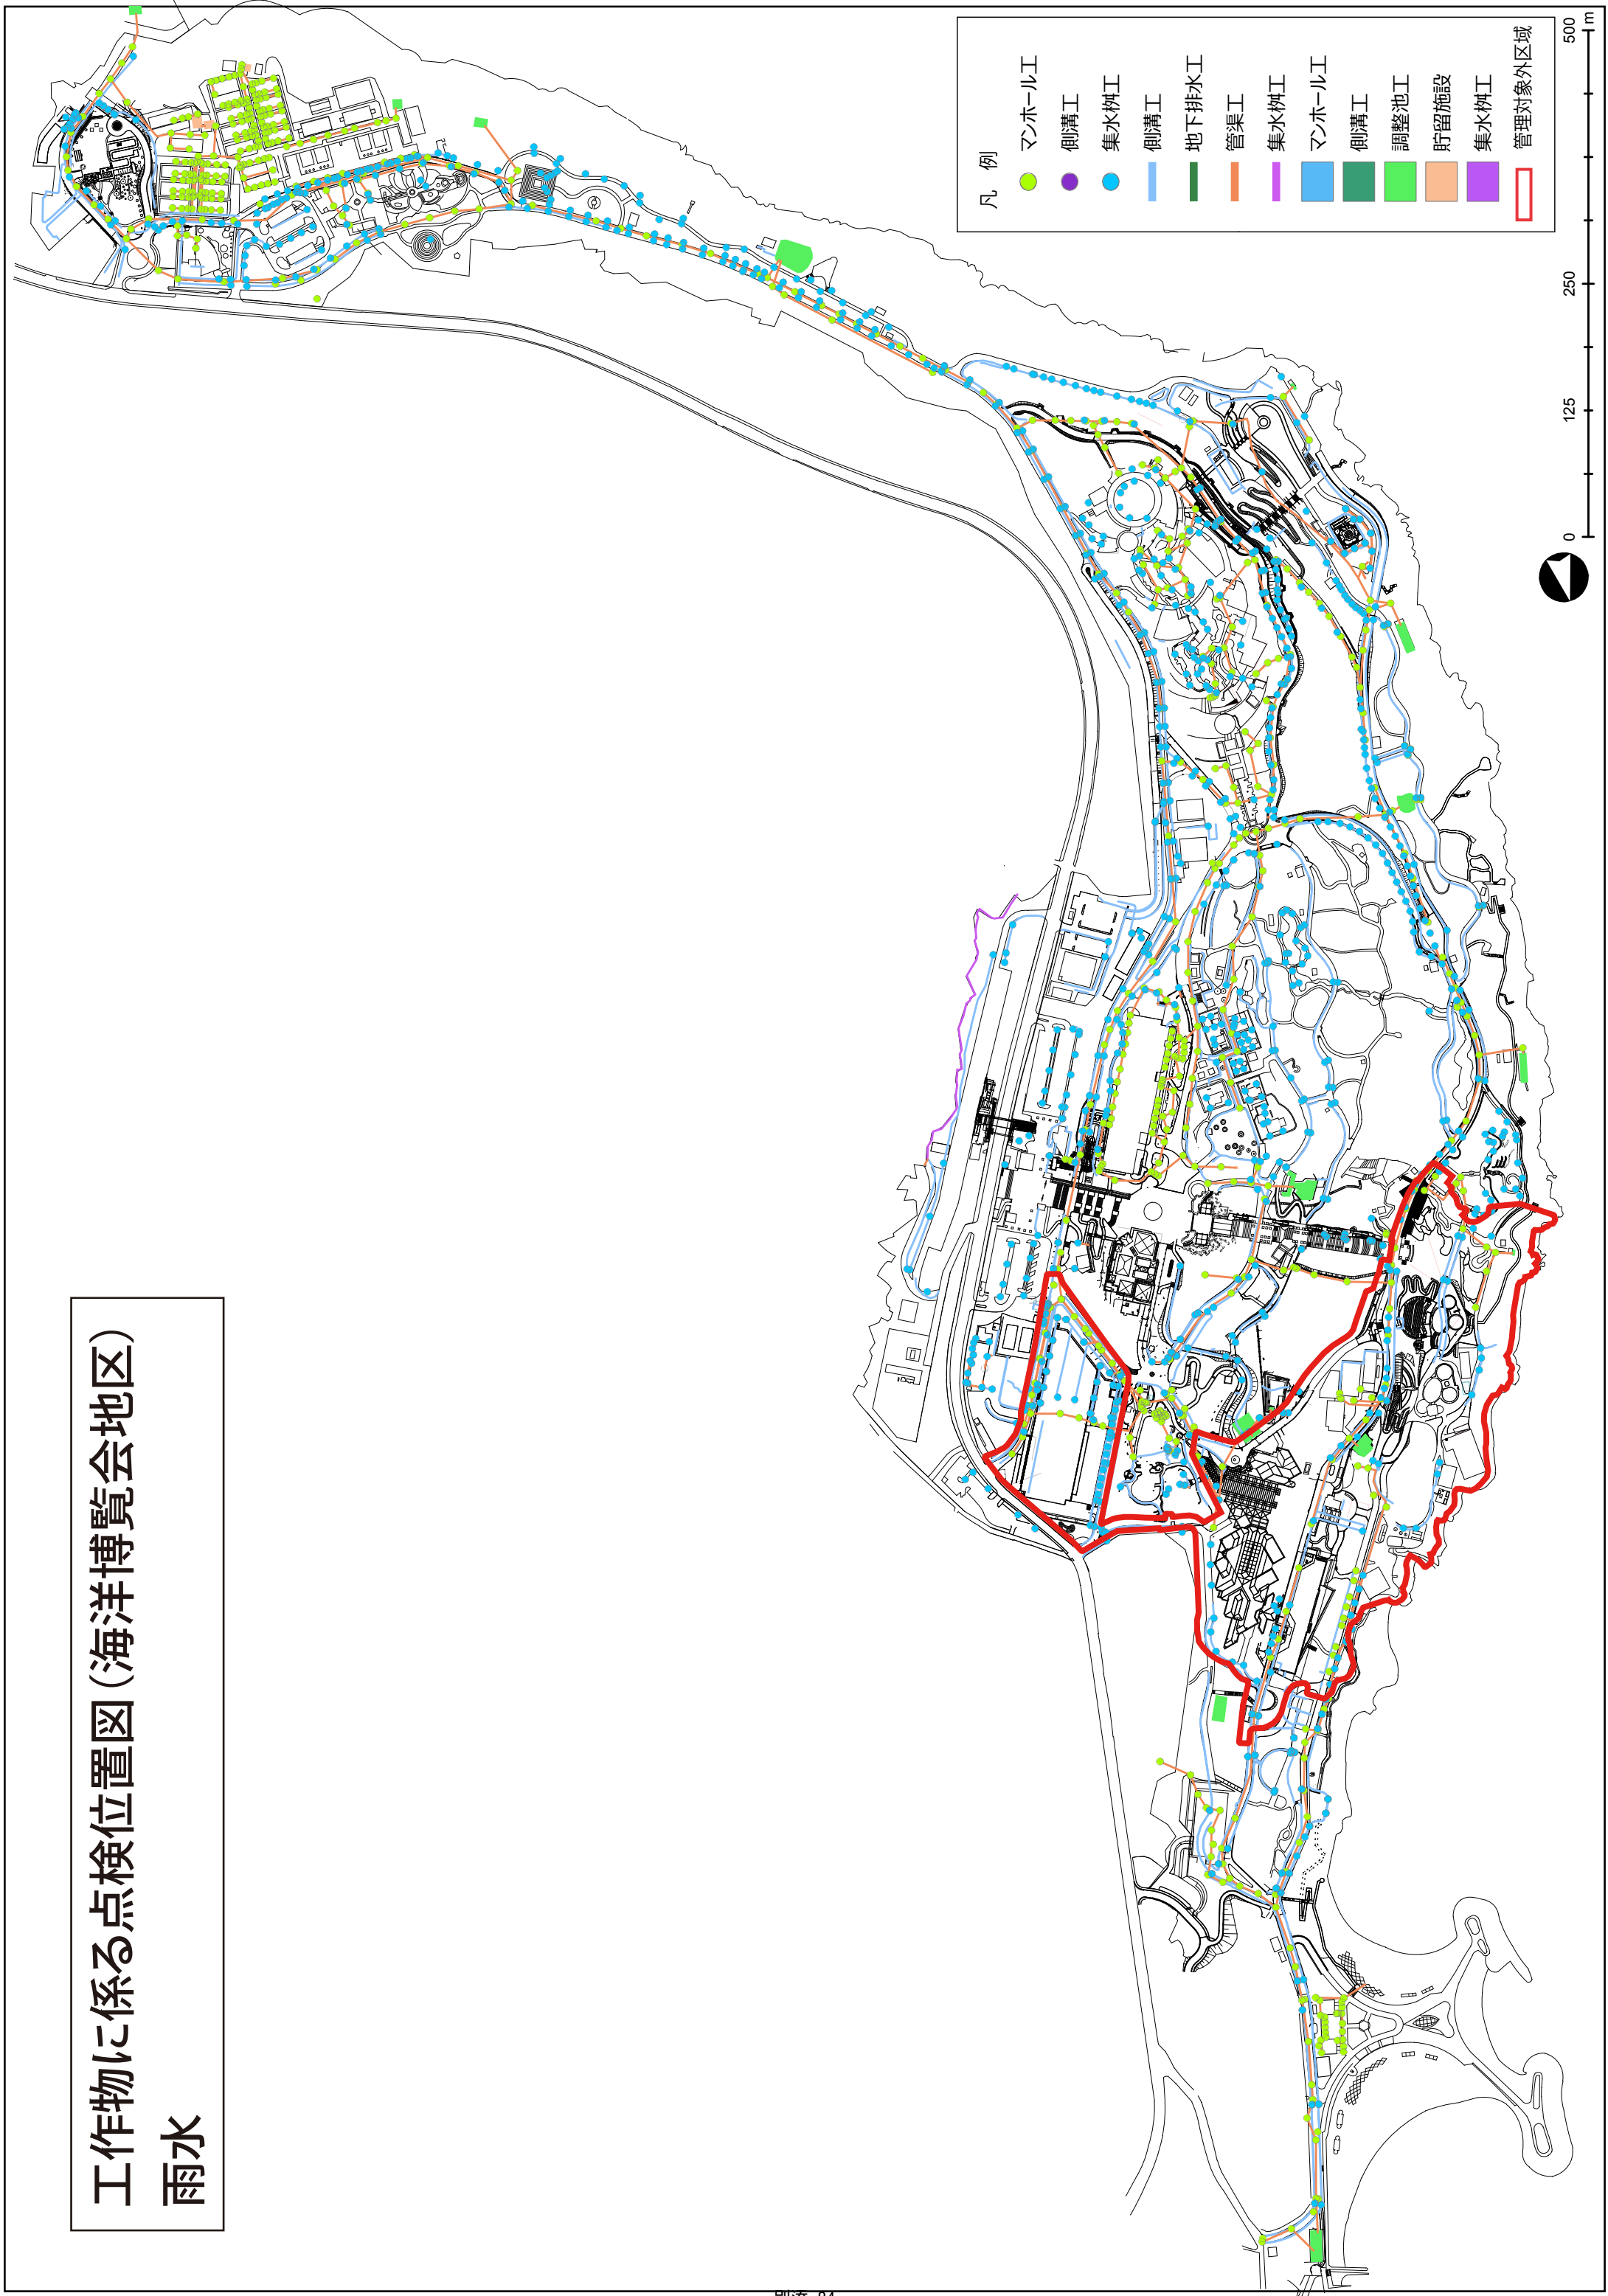 工作物に係る点検位置図(海洋博覧会地区)
雨水
凡 例
マンホール工
側溝工
集水桝工
側溝工
地下排水工
管渠工
集水桝工
マンホール工
側溝工
調整池工
貯留施設
集水桝工
管理対象外区域
0 125 250 500 m